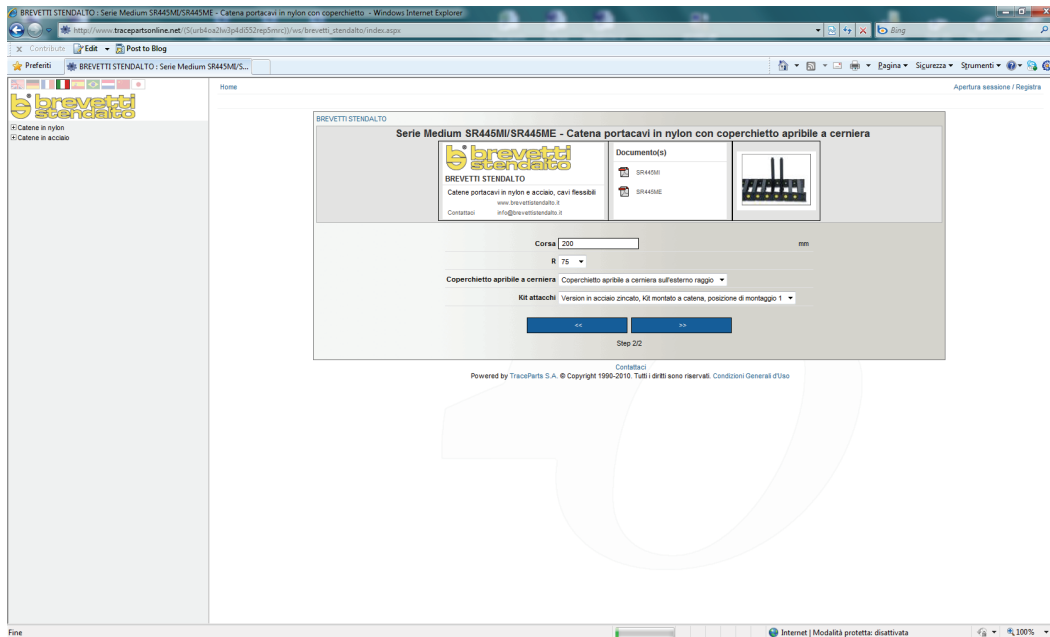 BREVETTI STENDALTO : Serie Medium SR445MI/SR445ME - Catena portacavi in nylon con coperchietto - Windows Internet Explorer
http://www.tracepartsonline.net/(S(urb4oa2lw3p4di552rep5mrc))/ws/brevetti_stendalto/index.aspx
Bing
x Contribute Edit Post to Blog
Preferiti BREVETTI STENDALTO : Serie Medium SR445MI/S...
Pagina Sicurezza Strumenti
brevetti stendalto
Catene in nylon
Catene in acciaio
Home
Apertura sessione / Registra
BREVETTI STENDALTO
Serie Medium SR445MI/SR445ME - Catena portacavi in nylon con coperchietto apribile a cerniera
brevetti stendalto
BREVETTI STENDALTO
Catene portacavi in nylon e acciaio, cavi flessibili
www.brevettistendalto.it
Contattaci info@brevettistendalto.it
Documento(s)
SR445MI
SR445ME
Corsa 200 mm
R 75
Coperchietto apribile a cerniera Coperchietto apribile a cerniera sull'esterno raggio
Kit attacchi Version in acciaio zincato, Kit montato a catena, posizione di montaggio 1
<< >>
Step 2/2
Contattaci
Powered by TraceParts S.A. © Copyright 1990-2010. Tutti i diritti sono riservati. Condizioni Generali d'Uso
Fine
Internet | Modalità protetta: disattivata
100%